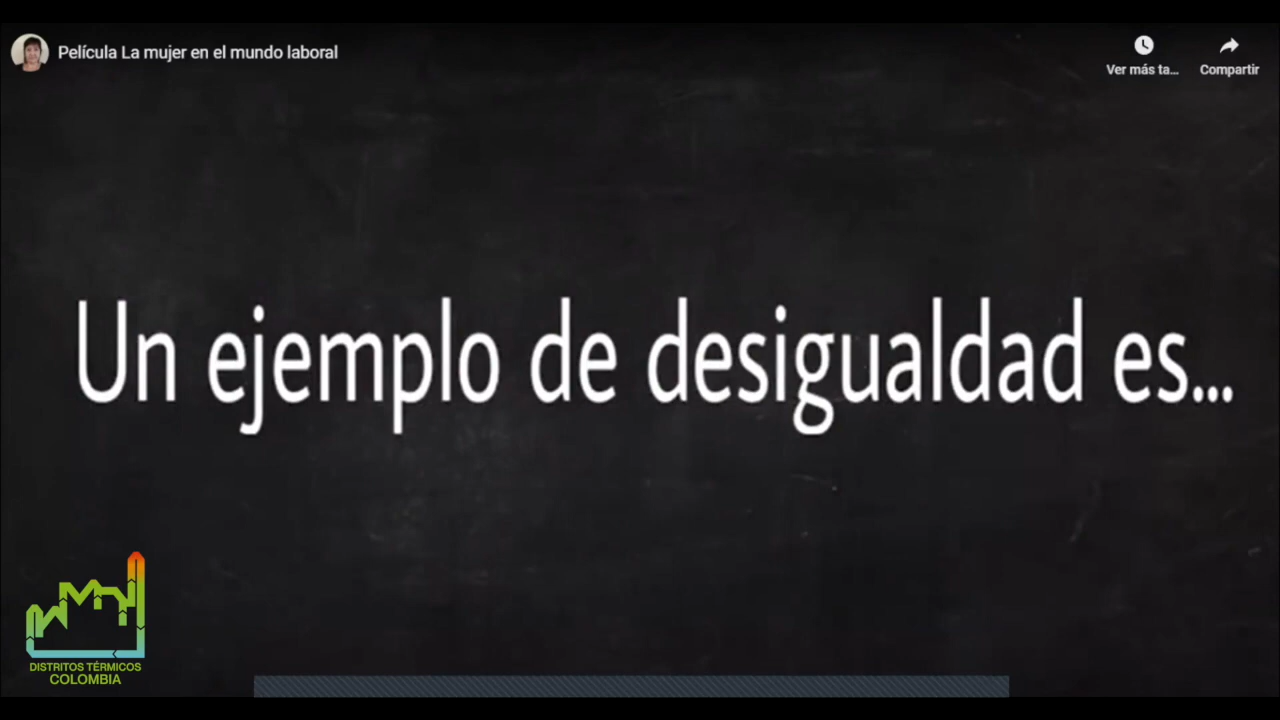 Película La mujer en el mundo laboral
Ver más ta...
Compartir
Un ejemplo de desigualdad es...
DISTRITOS TÉRMICOS
COLOMBIA